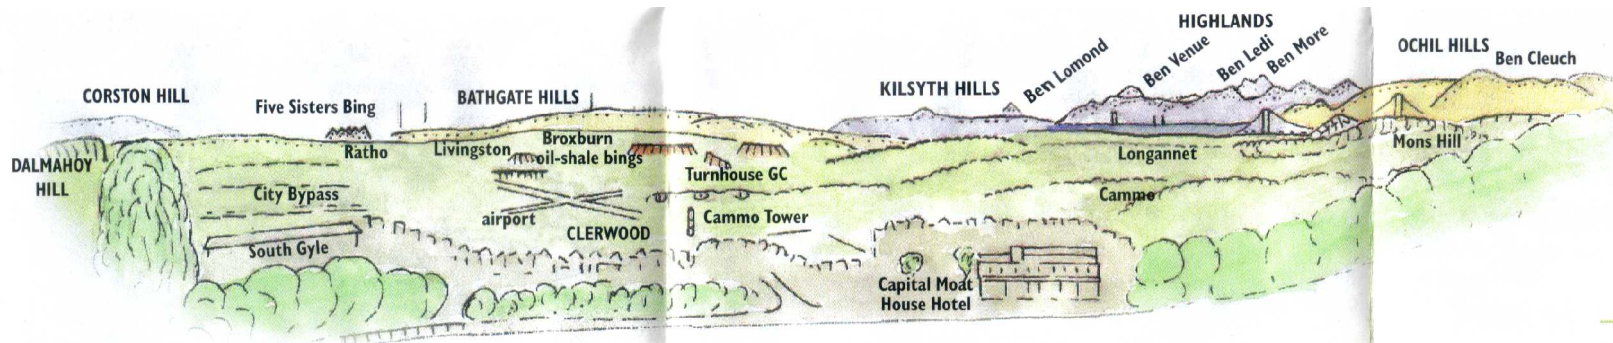 HIGHLANDS
CORSTON HILL
Five Sisters Bing
BATHGATE HILLS
KILSYTH HILLS
Ben Lomond
Ben Venue
Ben Ledi
Ben More
OCHIL HILLS
Ben Cleuch
DALMAHOY
HILL
Ratho
Livingston
Broxburn
oil-shale bings
Turnhouse GC
Longannet
Mons Hill
City Bypass
airport
Cammo Tower
Cammo
CLERWOOD
South Gyle
Capital Moat
House Hotel